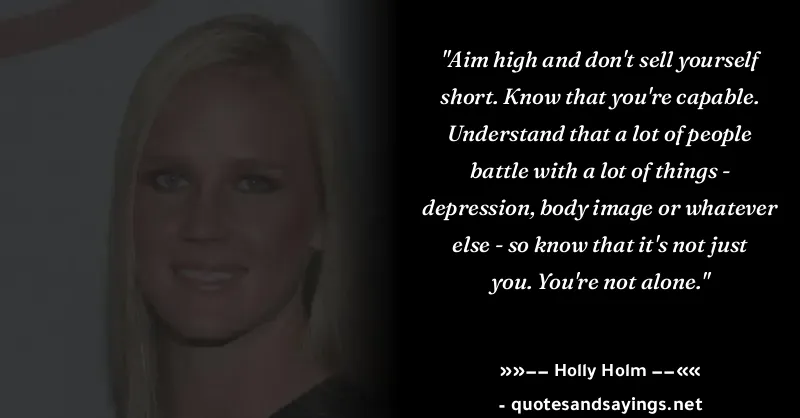 "Aim high and don't sell yourself
short. Know that you're capable.
Understand that a lot of people
battle with a lot of things -
depression, body image or whatever
else - so know that it's not just
you. You're not alone."
»»−− Holly Holm −−««
- quotesandsayings.net